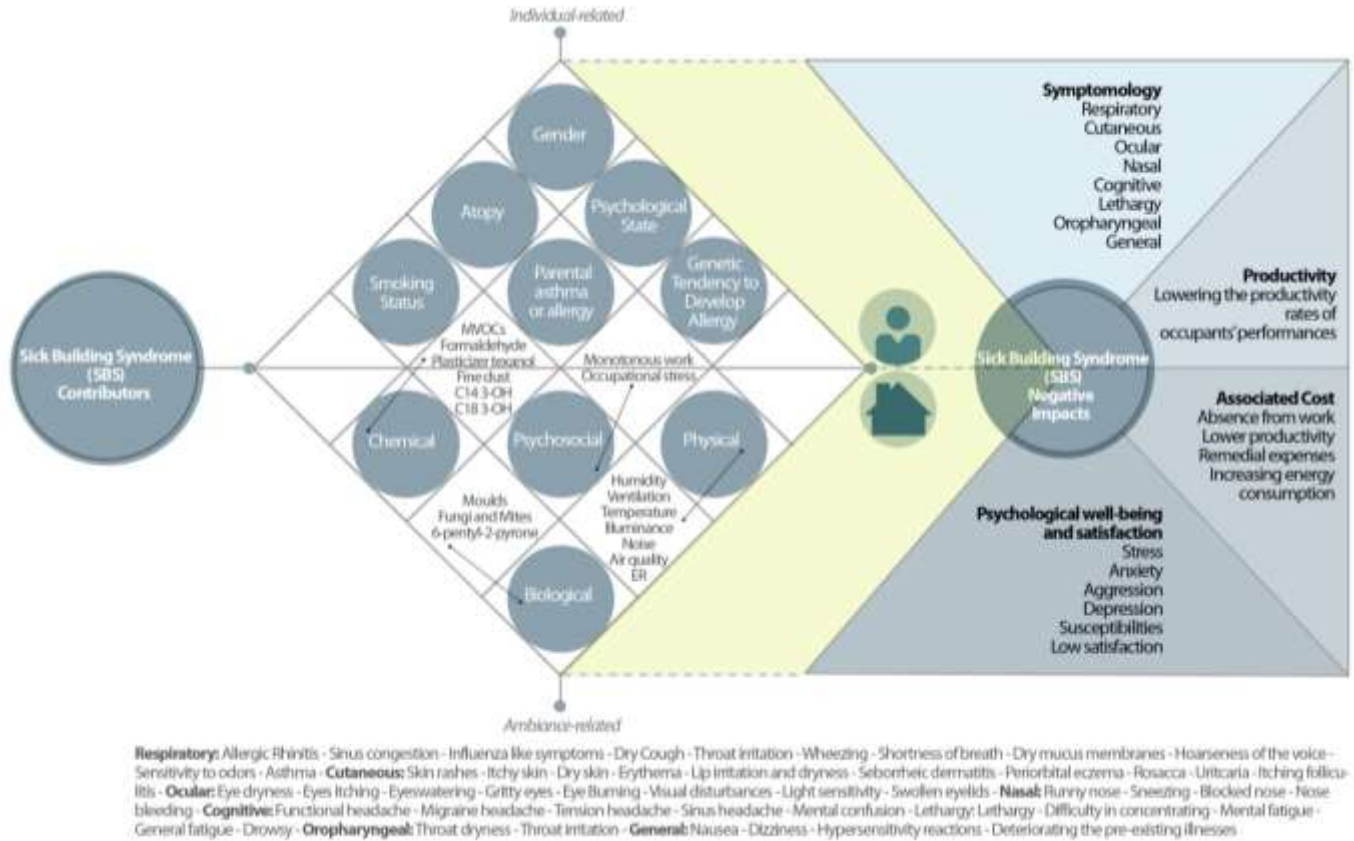 Individual-related
Gender
Atopy
Psychological
State
Smoking
Status
Parental
asthma
or allergy
Genetic
Tendency to
Develop
Allergy
Sick Building Syndrome
(SBS)
Contributors
MVOCs
Formaldehyde
Plasticizer texanol
Fine dust
C14 3-OH
C18 3-OH
Monotonous work
Occupational stress
Chemical
Psychosocial
Physical
Moulds
Fungi and Mites
6-pentyl-2-pyrone
Humidity
Ventilation
Temperature
Illuminance
Noise
Air quality
ER
Biological
Ambiance-related
Symptomology
Respiratory
Cutaneous
Ocular
Nasal
Cognitive
Lethargy
Oropharyngeal
General
Productivity
Lowering the productivity
rates of
occupants' performances
Sick Building Syndrome
(SBS)
Negative
Impacts
Associated Cost
Absence from work
Lower productivity
Remedial expenses
Increasing energy
consumption
Psychological well-being
and satisfaction
Stress
Anxiety
Aggression
Depression
Susceptibilities
Low satisfaction
Respiratory: Allergic Rhinitis - Sinus congestion - Influenza like symptoms - Dry Cough - Throat irritation - Wheezing - Shortness of breath - Dry mucus membranes - Hoarseness of the voice -
Sensitivity to odors - Asthma - Cutaneous: Skin rashes - Itchy skin - Dry skin - Erythema - Lip irritation and dryness - Seborrheic dermatitis - Periorbital eczema - Rosacca - Uritcaria - Itching follicu-
litis - Ocular: Eye dryness - Eyes itching - Eyeswatering - Gritty eyes - Eye Burning - Visual disturbances - Light sensitivity - Swollen eyelids - Nasal: Runny nose - Sneezing - Blocked nose - Nose
bleeding - Cognitive: Functional headache - Migraine headache - Tension headache - Sinus headache - Mental confusion - Lethargy: Lethargy - Difficulty in concentrating - Mental fatigue -
General fatigue - Drowsy - Oropharyngeal: Throat dryness - Throat irritation - General: Nausea - Dizziness - Hypersensitivity reactions - Deteriorating the pre-existing illnesses